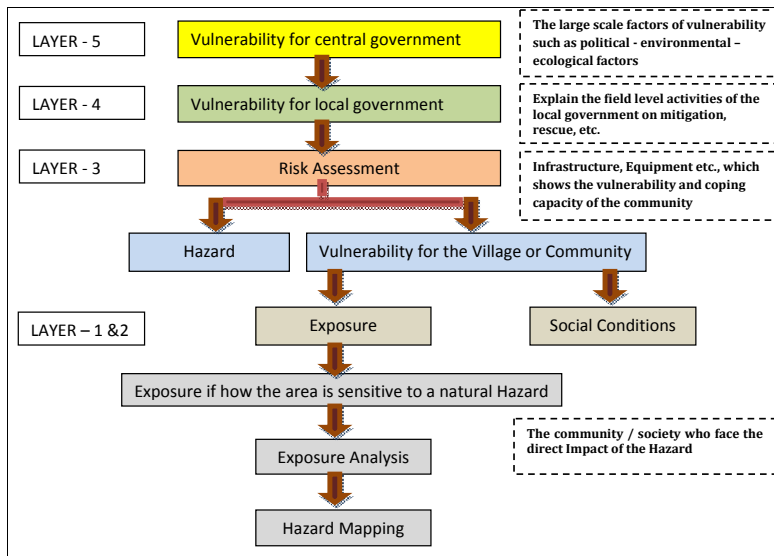 LAYER - 5
Vulnerability for central government
The large scale factors of vulnerability
such as political - environmental –
ecological factors
LAYER - 4
Vulnerability for local government
Explain the field level activities of the
local government on mitigation,
rescue, etc.
LAYER - 3
Risk Assessment
Infrastructure, Equipment etc., which
shows the vulnerability and coping
capacity of the community
Hazard
Vulnerability for the Village or Community
LAYER – 1 &2
Exposure
Social Conditions
Exposure if how the area is sensitive to a natural Hazard
The community / society who face the
direct Impact of the Hazard
Exposure Analysis
Hazard Mapping